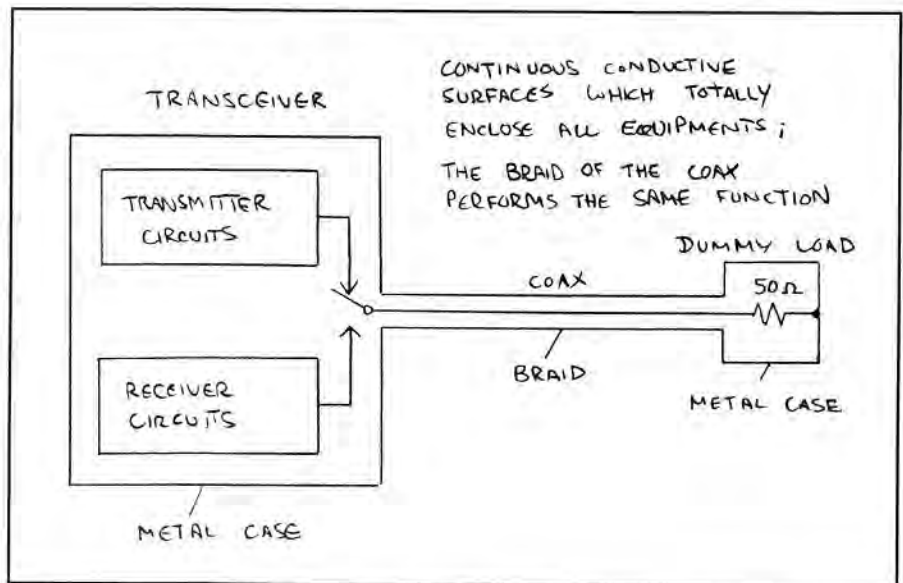 TRANSCEIVER
CONTINUOUS CONDUCTIVE
SURFACES WHICH TOTALLY
ENCLOSE ALL EQUIPMENTS;
THE BRAID OF THE COAX
PERFORMS THE SAME FUNCTION
TRANSMITTER
CIRCUITS
DUMMY LOAD
COAX
50Ω
BRAID
RECEIVER
CIRCUITS
METAL CASE
METAL CASE